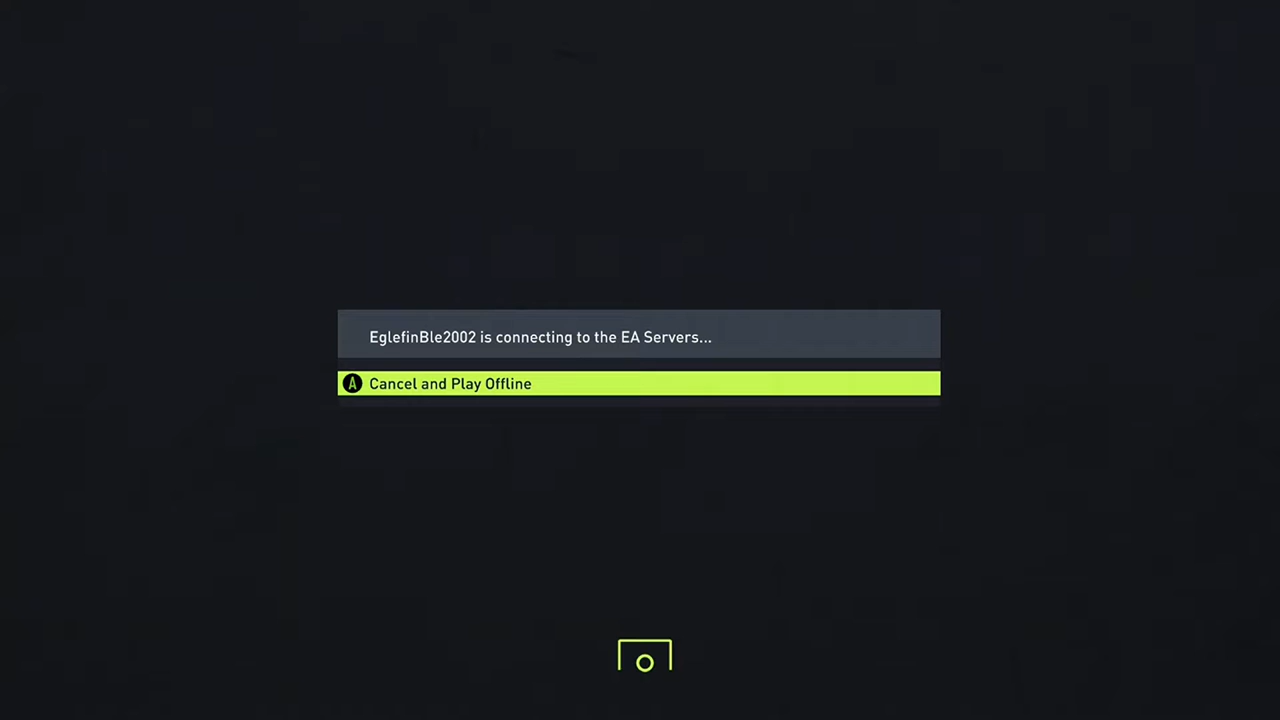 EglefinBle2002 is connecting to the EA Servers...
A Cancel and Play Offline